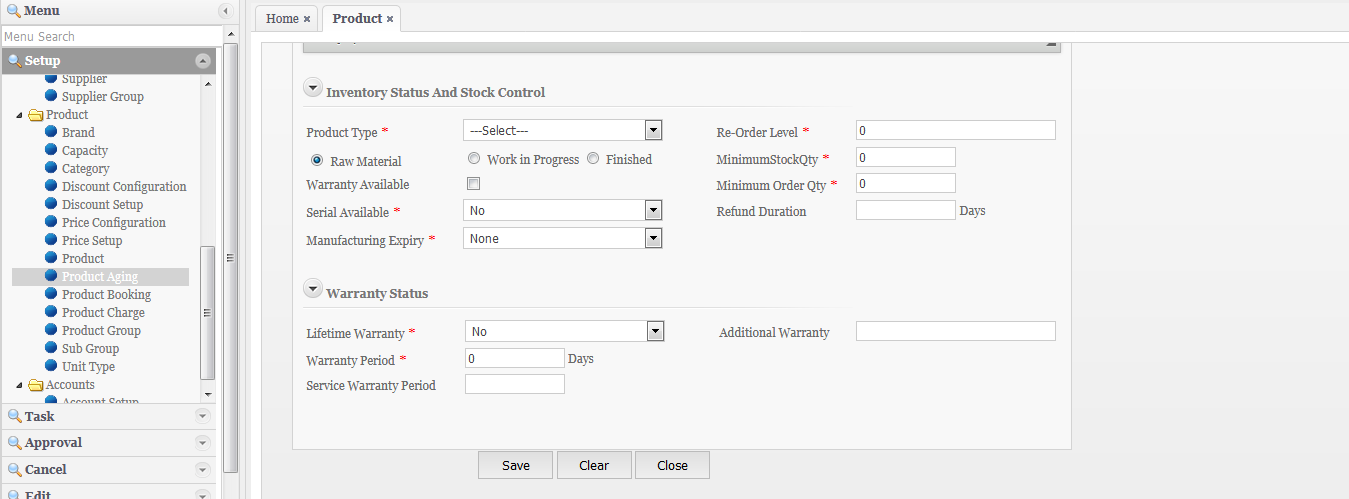 Menu
Menu Search
Setup
Supplier
Supplier Group
Product
Brand
Capacity
Category
Discount Configuration
Discount Setup
Price Configuration
Price Setup
Product
Product Aging
Product Booking
Product Charge
Product Group
Sub Group
Unit Type
Accounts
Account Setup
Task
Approval
Cancel
Edit
Home × Product ×
Inventory Status And Stock Control
Product Type * ---Select--- Re-Order Level * 0
Raw Material Work in Progress Finished MinimumStockQty * 0
Warranty Available Minimum Order Qty * 0
Serial Available * No Refund Duration Days
Manufacturing Expiry * None
Warranty Status
Lifetime Warranty * No Additional Warranty
Warranty Period * 0 Days
Service Warranty Period
Save Clear Close